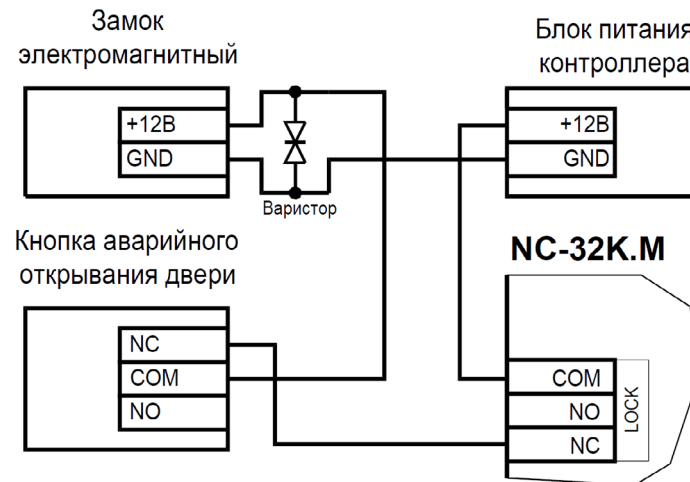 Замок
электромагнитный
+12В
GND
Варистор
Блок питания
контроллера
+12В
GND
Кнопка аварийного
открывания двери
NC
COM
NO
NC-32K.M
COM
NO
NC
LOCK